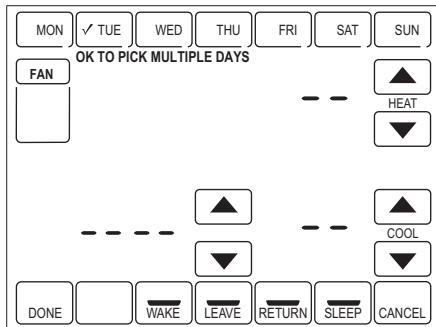 MON ✓ TUE WED THU FRI SAT SUN
OK TO PICK MULTIPLE DAYS
FAN
-- 
HEAT
---- --
COOL
DONE WAKE LEAVE RETURN SLEEP CANCEL